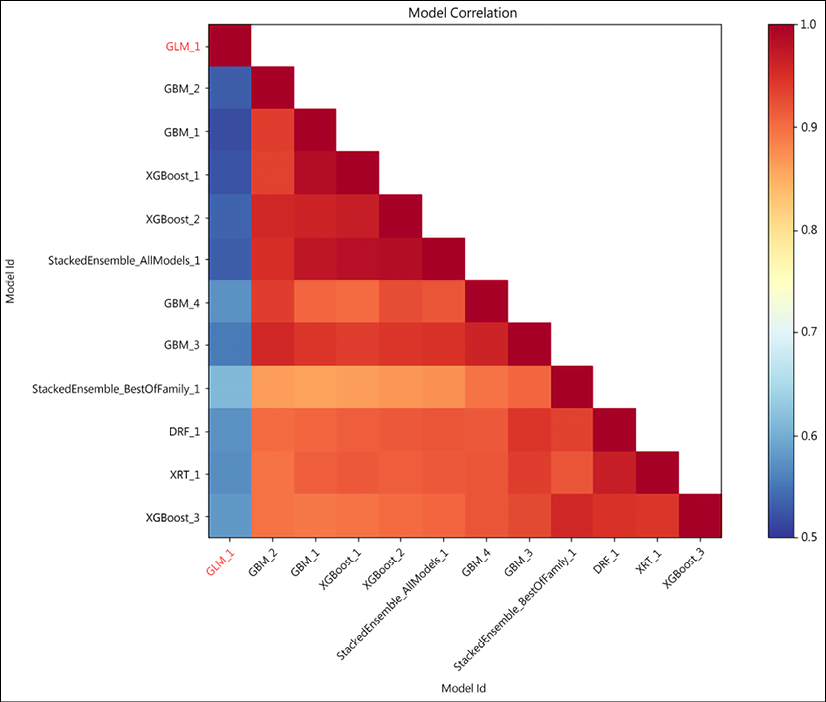 Model Correlation
Model Id
GLM_1
GBM_2
GBM_1
XGBoost_1
XGBoost_2
StackedEnsemble_AllModels_1
GBM_4
GBM_3
StackedEnsemble_BestOfFamily_1
DRF_1
XRT_1
XGBoost_3
GLM_1
GBM_2
GBM_1
XGBoost_1
XGBoost_2
StackedEnsemble_AllModels_1
GBM_4
GBM_3
StackedEnsemble_BestOfFamily_1
DRF_1
XRT_1
XGBoost_3
Model Id
1.0
0.9
0.8
0.7
0.6
0.5